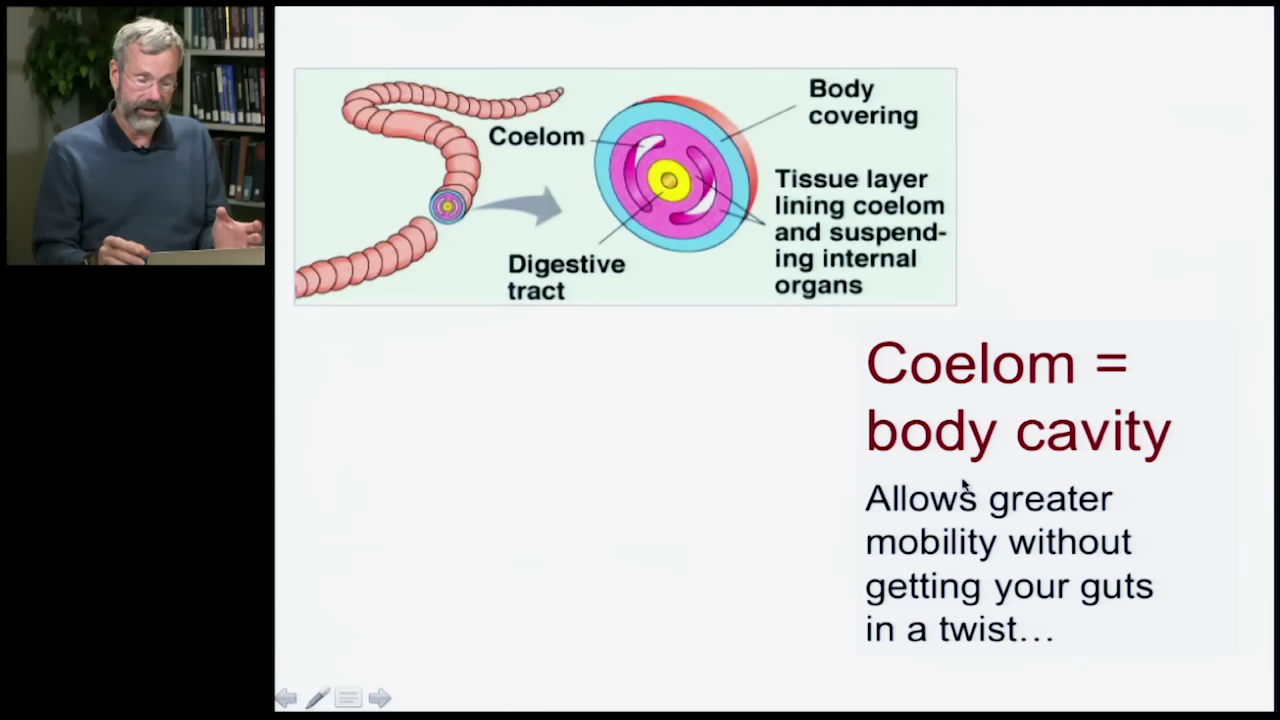 Coelom
Body
covering
Tissue layer
lining coelom
and suspend-
ing internal
organs
Digestive
tract
Coelom =
body cavity
Allows greater
mobility without
getting your guts
in a twist…